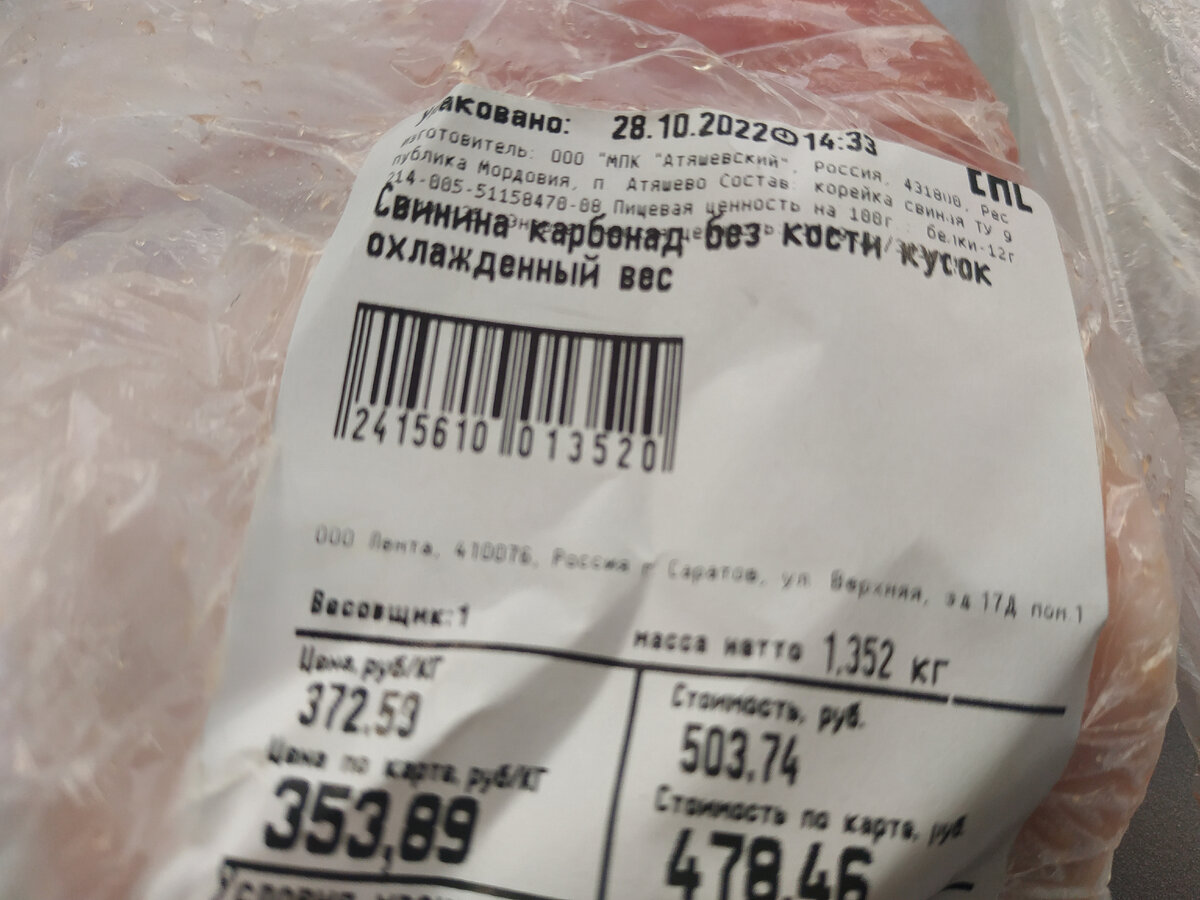 Упаковано: 28.10.2022 14:33
изготовитель: ООО "МПК "Атяшевский", Россия, 431800, Рес
публика Мордовия, п Атяшево Состав: корейка свиная ТУ 9
214-005-51158470-00 Пищевая ценность на 100г : белки-12г
EAC
Свинина карбонад без кости кусок
охлажденный вес
2415610 013520
ООО Лента, 410076, Россия г Саратов, ул. Верхняя, зд 17Д пом 1
Весовщик:1
масса нетто 1,352 кг
Цена, руб/КГ
372.59
Стоимость, руб.
503,74
Цена по карте, руб/КГ
353,89
Стоимость по карте, руб.
478,46
Условия